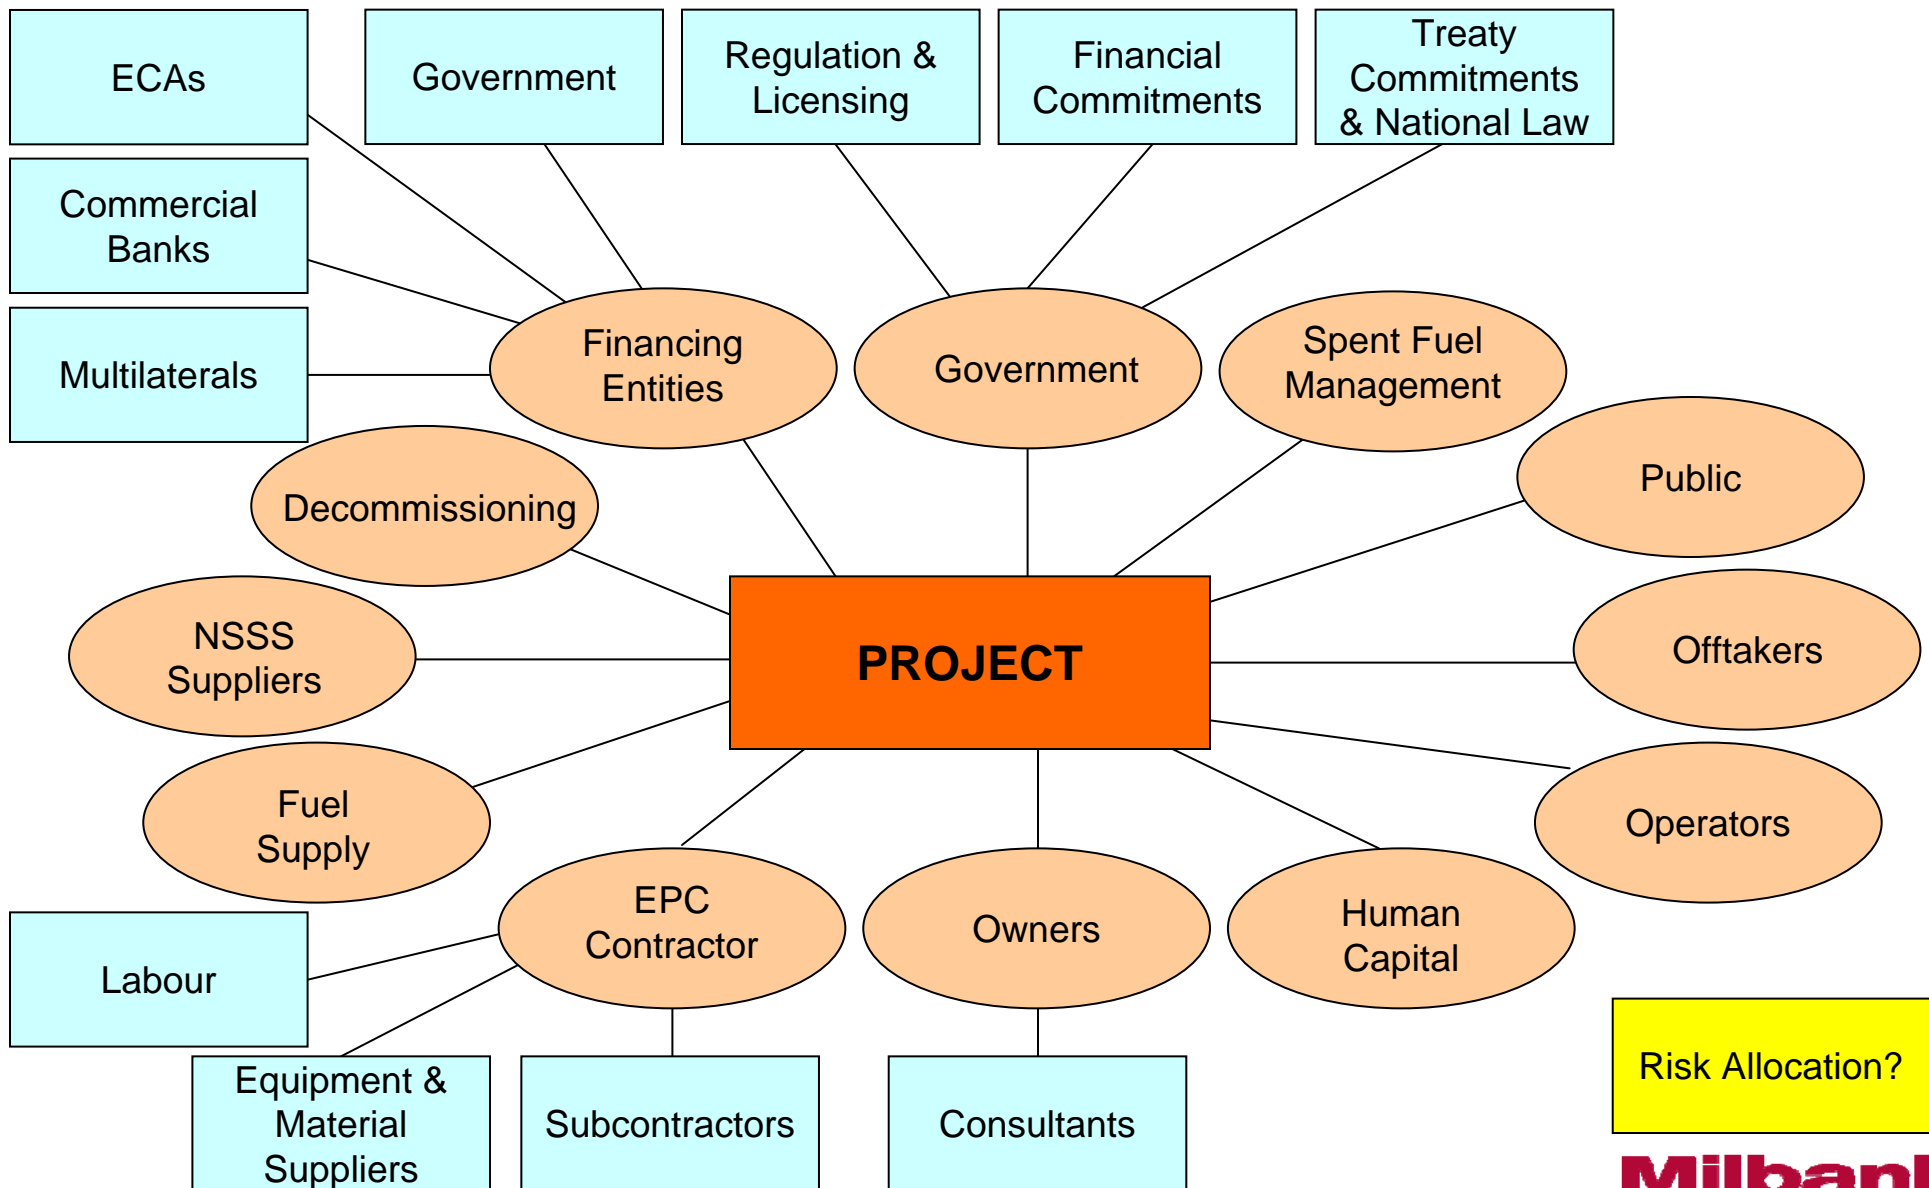 ECAs
Government
Regulation &
Licensing
Financial
Commitments
Treaty
Commitments
& National Law
Commercial
Banks
Multilaterals
Financing
Entities
Government
Spent Fuel
Management
Public
Decommissioning
NSSS
Suppliers
PROJECT
Offtakers
Fuel
Supply
Operators
EPC
Contractor
Owners
Human
Capital
Labour
Equipment &
Material
Suppliers
Subcontractors
Consultants
Risk Allocation?
Milbank